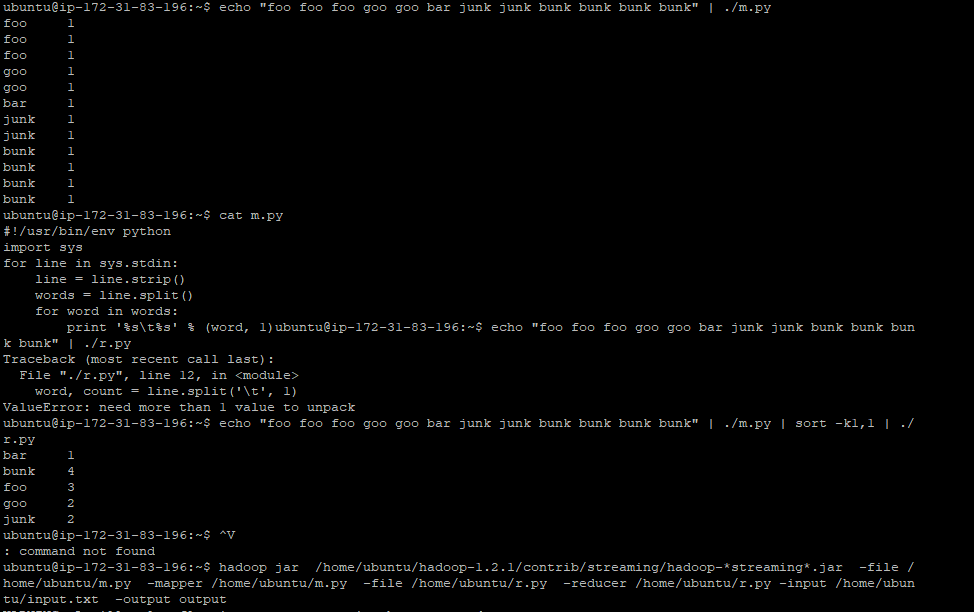 ubuntu@ip-172-31-83-196:~$ echo "foo foo foo goo goo bar junk junk bunk bunk bunk bunk" | ./m.py
foo     1
foo     1
foo     1
goo     1
goo     1
bar     1
junk    1
junk    1
bunk    1
bunk    1
bunk    1
bunk    1
ubuntu@ip-172-31-83-196:~$ cat m.py
#!/usr/bin/env python
import sys
for line in sys.stdin:
    line = line.strip()
    words = line.split()
    for word in words:
        print '%s\t%s' % (word, 1)ubuntu@ip-172-31-83-196:~$ echo "foo foo foo goo goo bar junk junk bunk bunk bun
k bunk" | ./r.py
Traceback (most recent call last):
  File "./r.py", line 12, in <module>
    word, count = line.split('\t', 1)
ValueError: need more than 1 value to unpack
ubuntu@ip-172-31-83-196:~$ echo "foo foo foo goo goo bar junk junk bunk bunk bunk bunk" | ./m.py | sort -k1,1 | ./
r.py
bar     1
bunk    4
foo     3
goo     2
junk    2
ubuntu@ip-172-31-83-196:~$ ^V
: command not found
ubuntu@ip-172-31-83-196:~$ hadoop jar  /home/ubuntu/hadoop-1.2.1/contrib/streaming/hadoop-*streaming*.jar  -file /
home/ubuntu/m.py  -mapper /home/ubuntu/m.py  -file /home/ubuntu/r.py  -reducer /home/ubuntu/r.py -input /home/ubun
tu/input.txt  -output output